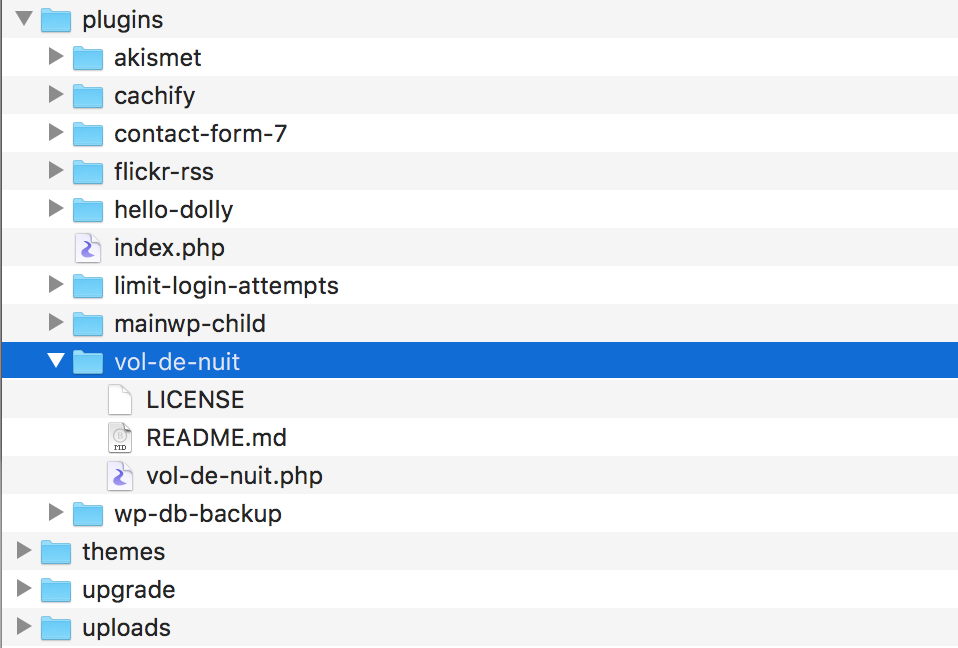 plugins
akismet
cachify
contact-form-7
flickr-rss
hello-dolly
index.php
limit-login-attempts
mainwp-child
vol-de-nuit
LICENSE
README.md
vol-de-nuit.php
wp-db-backup
themes
upgrade
uploads